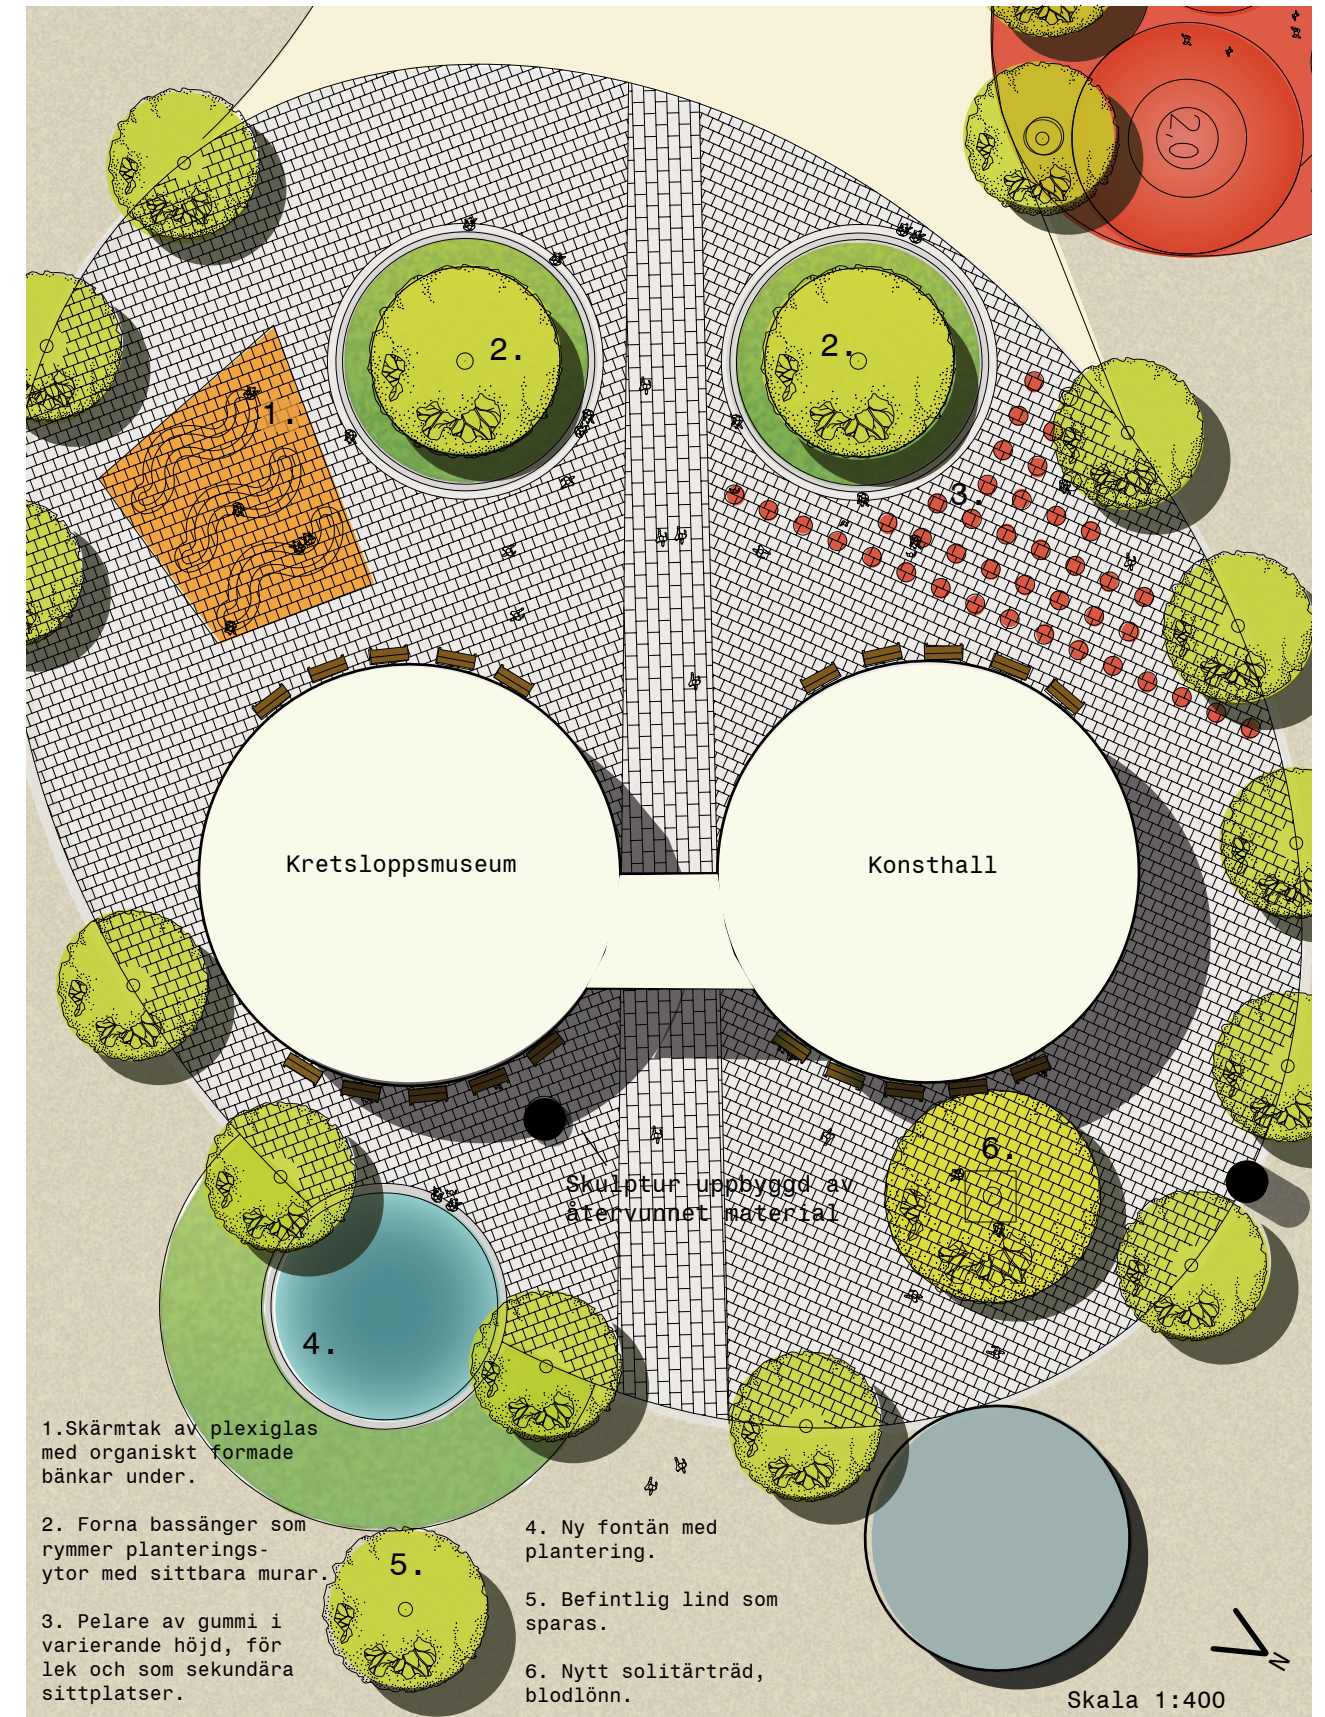 2,0
2.
2.
1.
3.
Kretsloppsmuseum
Konsthall
6.
Skulptur uppbyggd av
återvunnet material
4.
1.Skärmtak av plexiglas
med organiskt formade
bänkar under.
2. Forna bassänger som
rymmer planterings-
ytor med sittbara murar.
3. Pelare av gummi i
varierande höjd, för
lek och som sekundära
sittplatser.
5.
4. Ny fontän med
plantering.
5. Befintlig lind som
sparas.
6. Nytt solitärträd,
blodlönn.
N
Skala 1:400